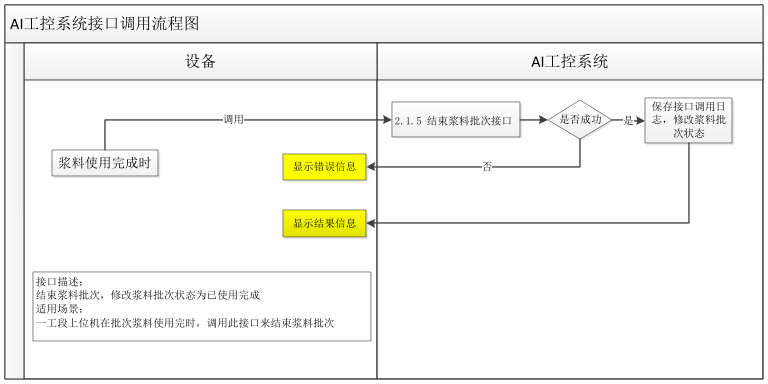 AI工控系统接口调用流程图
设备
AI工控系统
浆料使用完成时
调用
2.1.5 结束浆料批次接口
是否成功
是
保存接口调用日
志，修改浆料批
次状态
否
显示错误信息
显示结果信息
接口描述：
结束浆料批次，修改浆料批次状态为已使用完成
适用场景：
一工段上位机在批次浆料使用完时，调用此接口来结束浆料批次